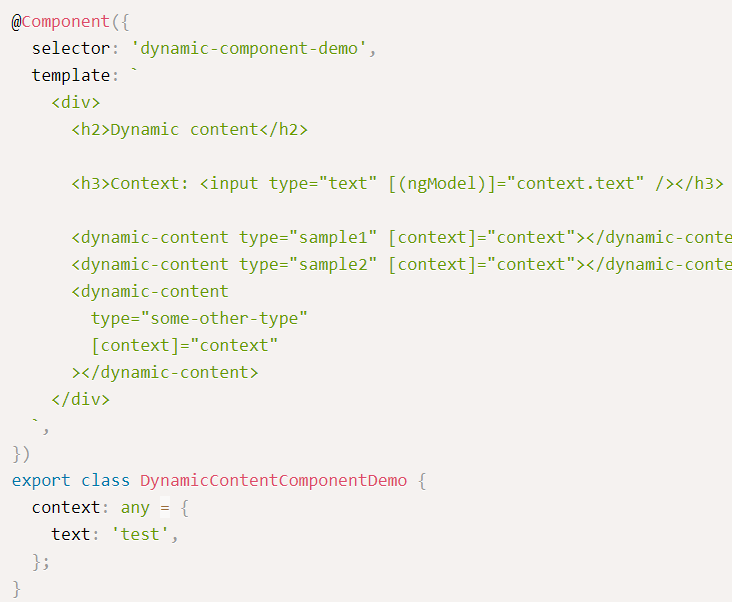 @Component({
  selector: 'dynamic-component-demo',
  template: `
    <div>
      <h2>Dynamic content</h2>

      <h3>Context: <input type="text" [(ngModel)]="context.text" /></h3>

      <dynamic-content type="sample1" [context]="context"></dynamic-conte
      <dynamic-content type="sample2" [context]="context"></dynamic-conte
      <dynamic-content
        type="some-other-type"
        [context]="context"
      ></dynamic-content>
    </div>
  `,
})
export class DynamicContentComponentDemo {
  context: any = {
    text: 'test',
  };
}